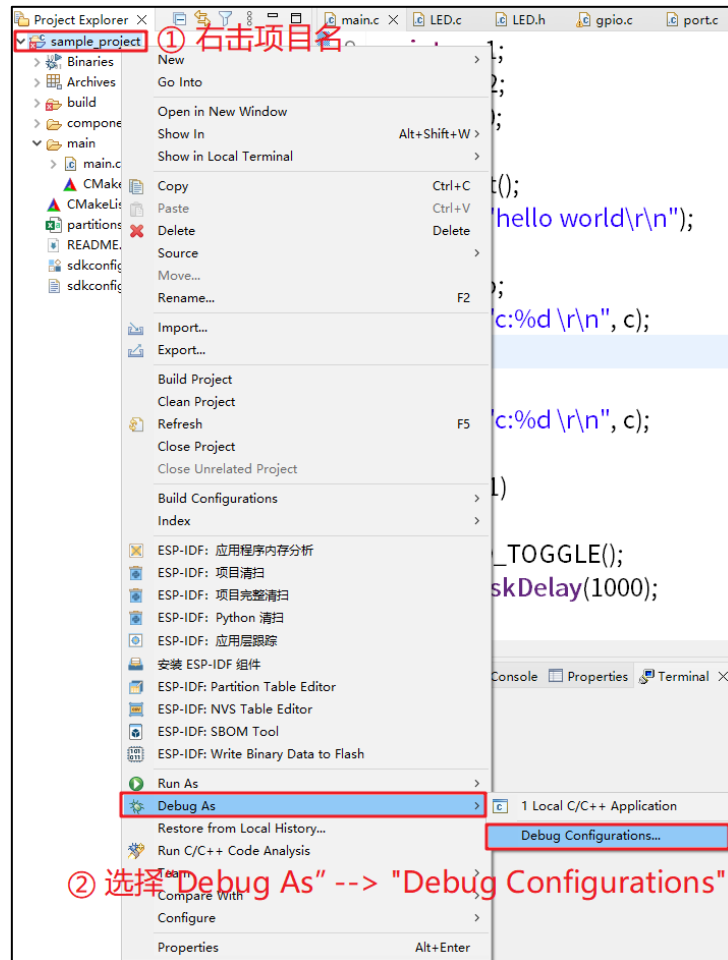 Project Explorer
main.c
LED.c
LED.h
gpio.c
port.c
sample_project
① 右击项目名
1;
Binaries
Archives
build
compone
main
main.c
CMake
CMakeLis
partitions
README.
sdkconfig
sdkconfig
New
Go Into
Open in New Window
Show In Alt+Shift+W
Show in Local Terminal
Copy Ctrl+C
Paste Ctrl+V
Delete Delete
Source
Move...
Rename... F2
Import...
Export...
Build Project
Clean Project
Refresh F5
Close Project
Close Unrelated Project
Build Configurations
Index
ESP-IDF：应用程序内存分析
ESP-IDF：项目清扫
ESP-IDF：项目完整清扫
ESP-IDF：Python 清扫
ESP-IDF：应用层跟踪
安装 ESP-IDF 组件
ESP-IDF: Partition Table Editor
ESP-IDF: NVS Table Editor
ESP-IDF: SBOM Tool
ESP-IDF: Write Binary Data to Flash
Run As
Debug As
Restore from Local History...
Run C/C++ Code Analysis
Team
Compare With
Configure
Properties Alt+Enter
2;
);
t();
"hello world\r\n");
;
"c:%d \r\n", c);
"c:%d \r\n", c);
1)
_TOGGLE();
skDelay(1000);
Console
Properties
Terminal
1 Local C/C++ Application
Debug Configurations...
② 选择"Debug As” --> "Debug Configurations"